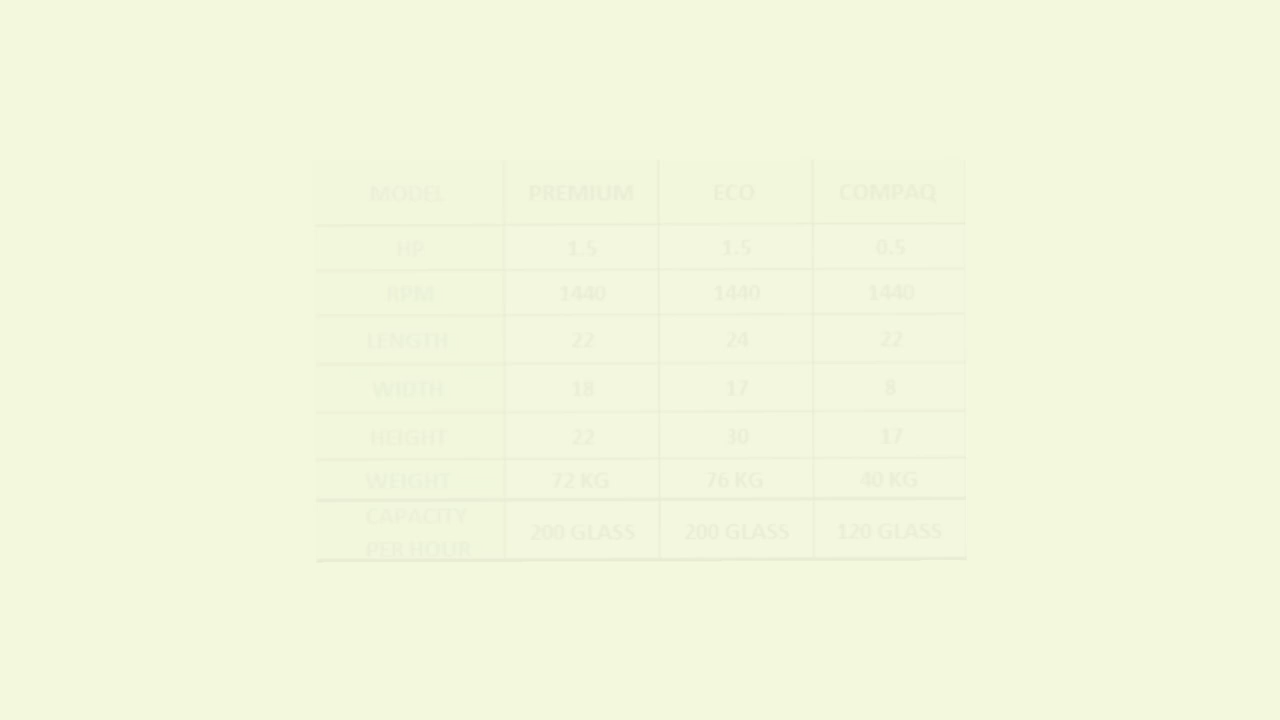 MODEL PREMIUM ECO COMPAQ
HP 1.5 1.5 0.5
RPM 1440 1440 1440
LENGTH 22 24 22
WIDTH 18 17 8
HEIGHT 22 30 17
WEIGHT 72 KG 76 KG 40 KG
CAPACITY
PER HOUR 200 GLASS 200 GLASS 120 GLASS